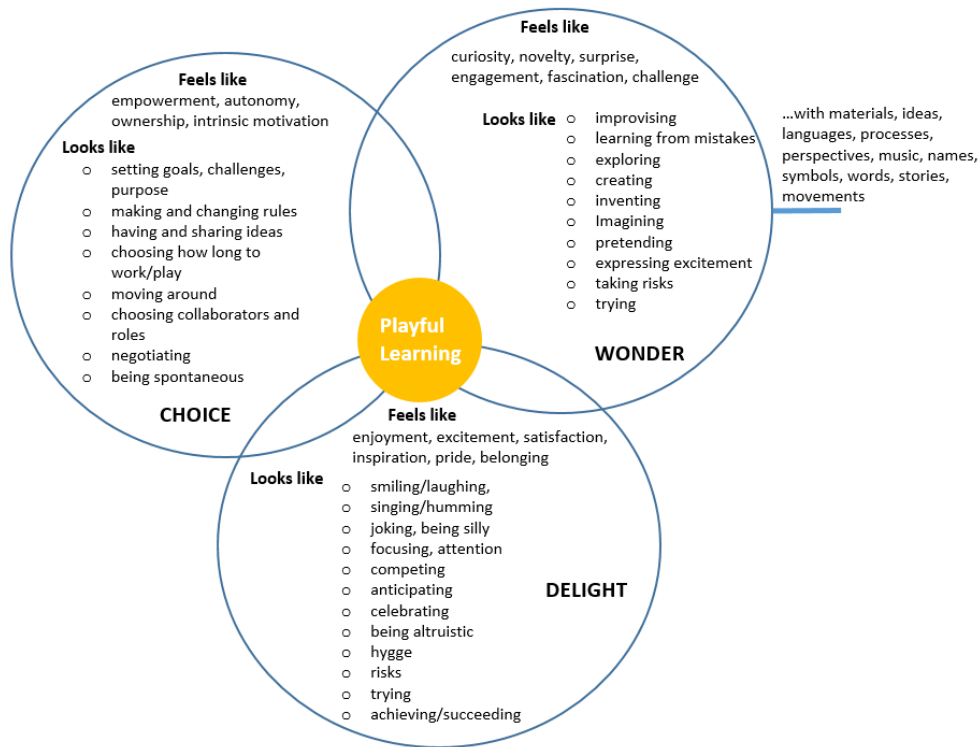 Feels like
empowerment, autonomy,
ownership, intrinsic motivation
Looks like
o setting goals, challenges,
purpose
o making and changing rules
o having and sharing ideas
o choosing how long to
work/play
o moving around
o choosing collaborators and
roles
o negotiating
o being spontaneous
CHOICE
Feels like
curiosity, novelty, surprise,
engagement, fascination, challenge
Looks like
o improvising
o learning from mistakes
o exploring
o creating
o inventing
o Imagining
o pretending
o expressing excitement
o taking risks
o trying
WONDER
…with materials, ideas,
languages, processes,
perspectives, music, names,
symbols, words, stories,
movements
Playful
Learning
Feels like
enjoyment, excitement, satisfaction,
inspiration, pride, belonging
Looks like
o smiling/laughing,
o singing/humming
o joking, being silly
o focusing, attention
o competing
o anticipating
o celebrating
o being altruistic
o hygge
o risks
o trying
o achieving/succeeding
DELIGHT